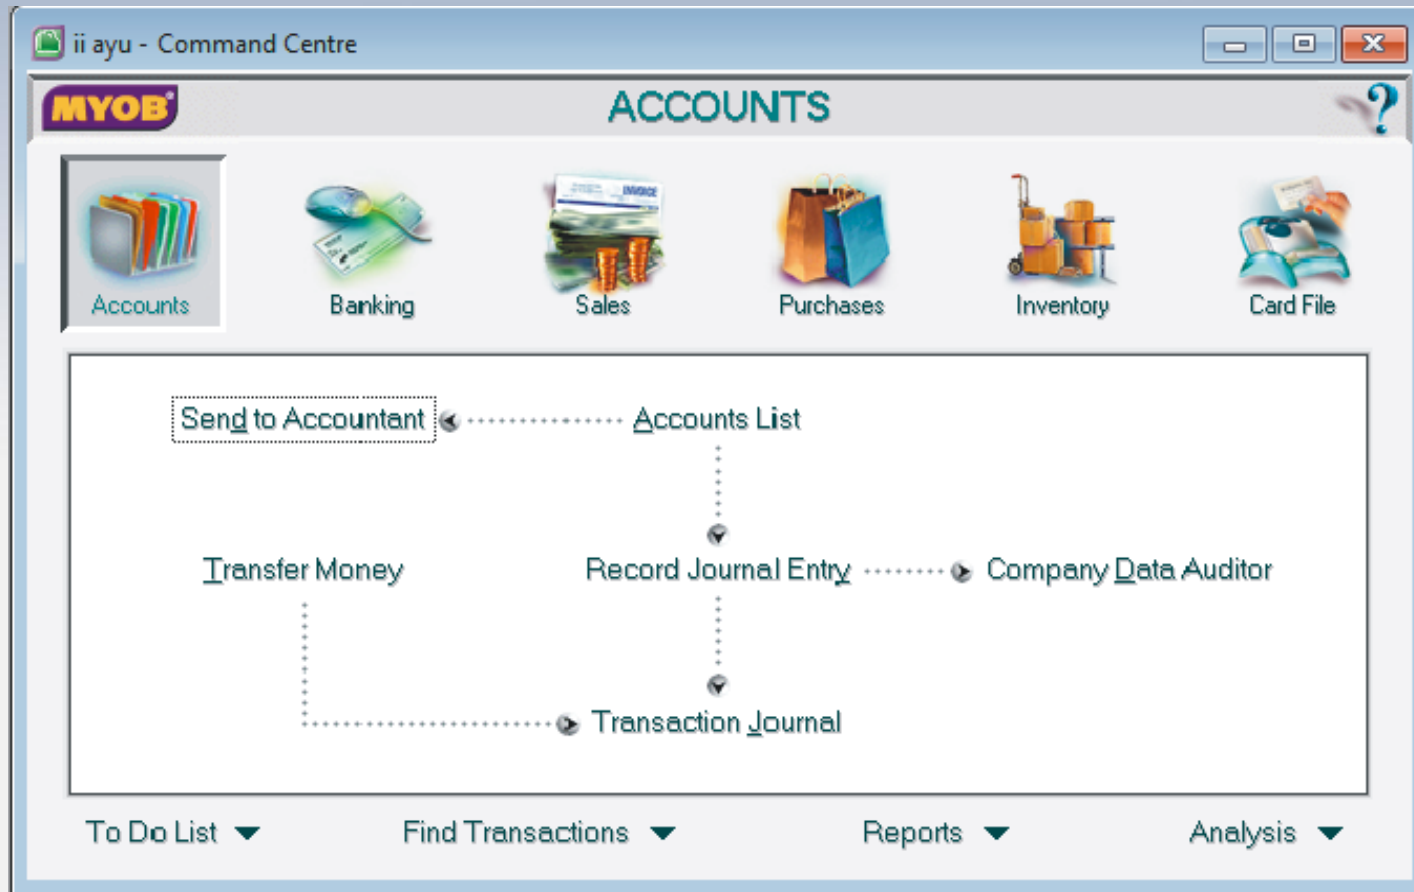 ii ayu - Command Centre
MYOB
ACCOUNTS
?
INVOICE
Accounts
Banking
Sales
Purchases
Inventory
Card File
Send to Accountant
Accounts List
Transfer Money
Record Journal Entry
Company Data Auditor
Transaction Journal
To Do List
Find Transactions
Reports
Analysis